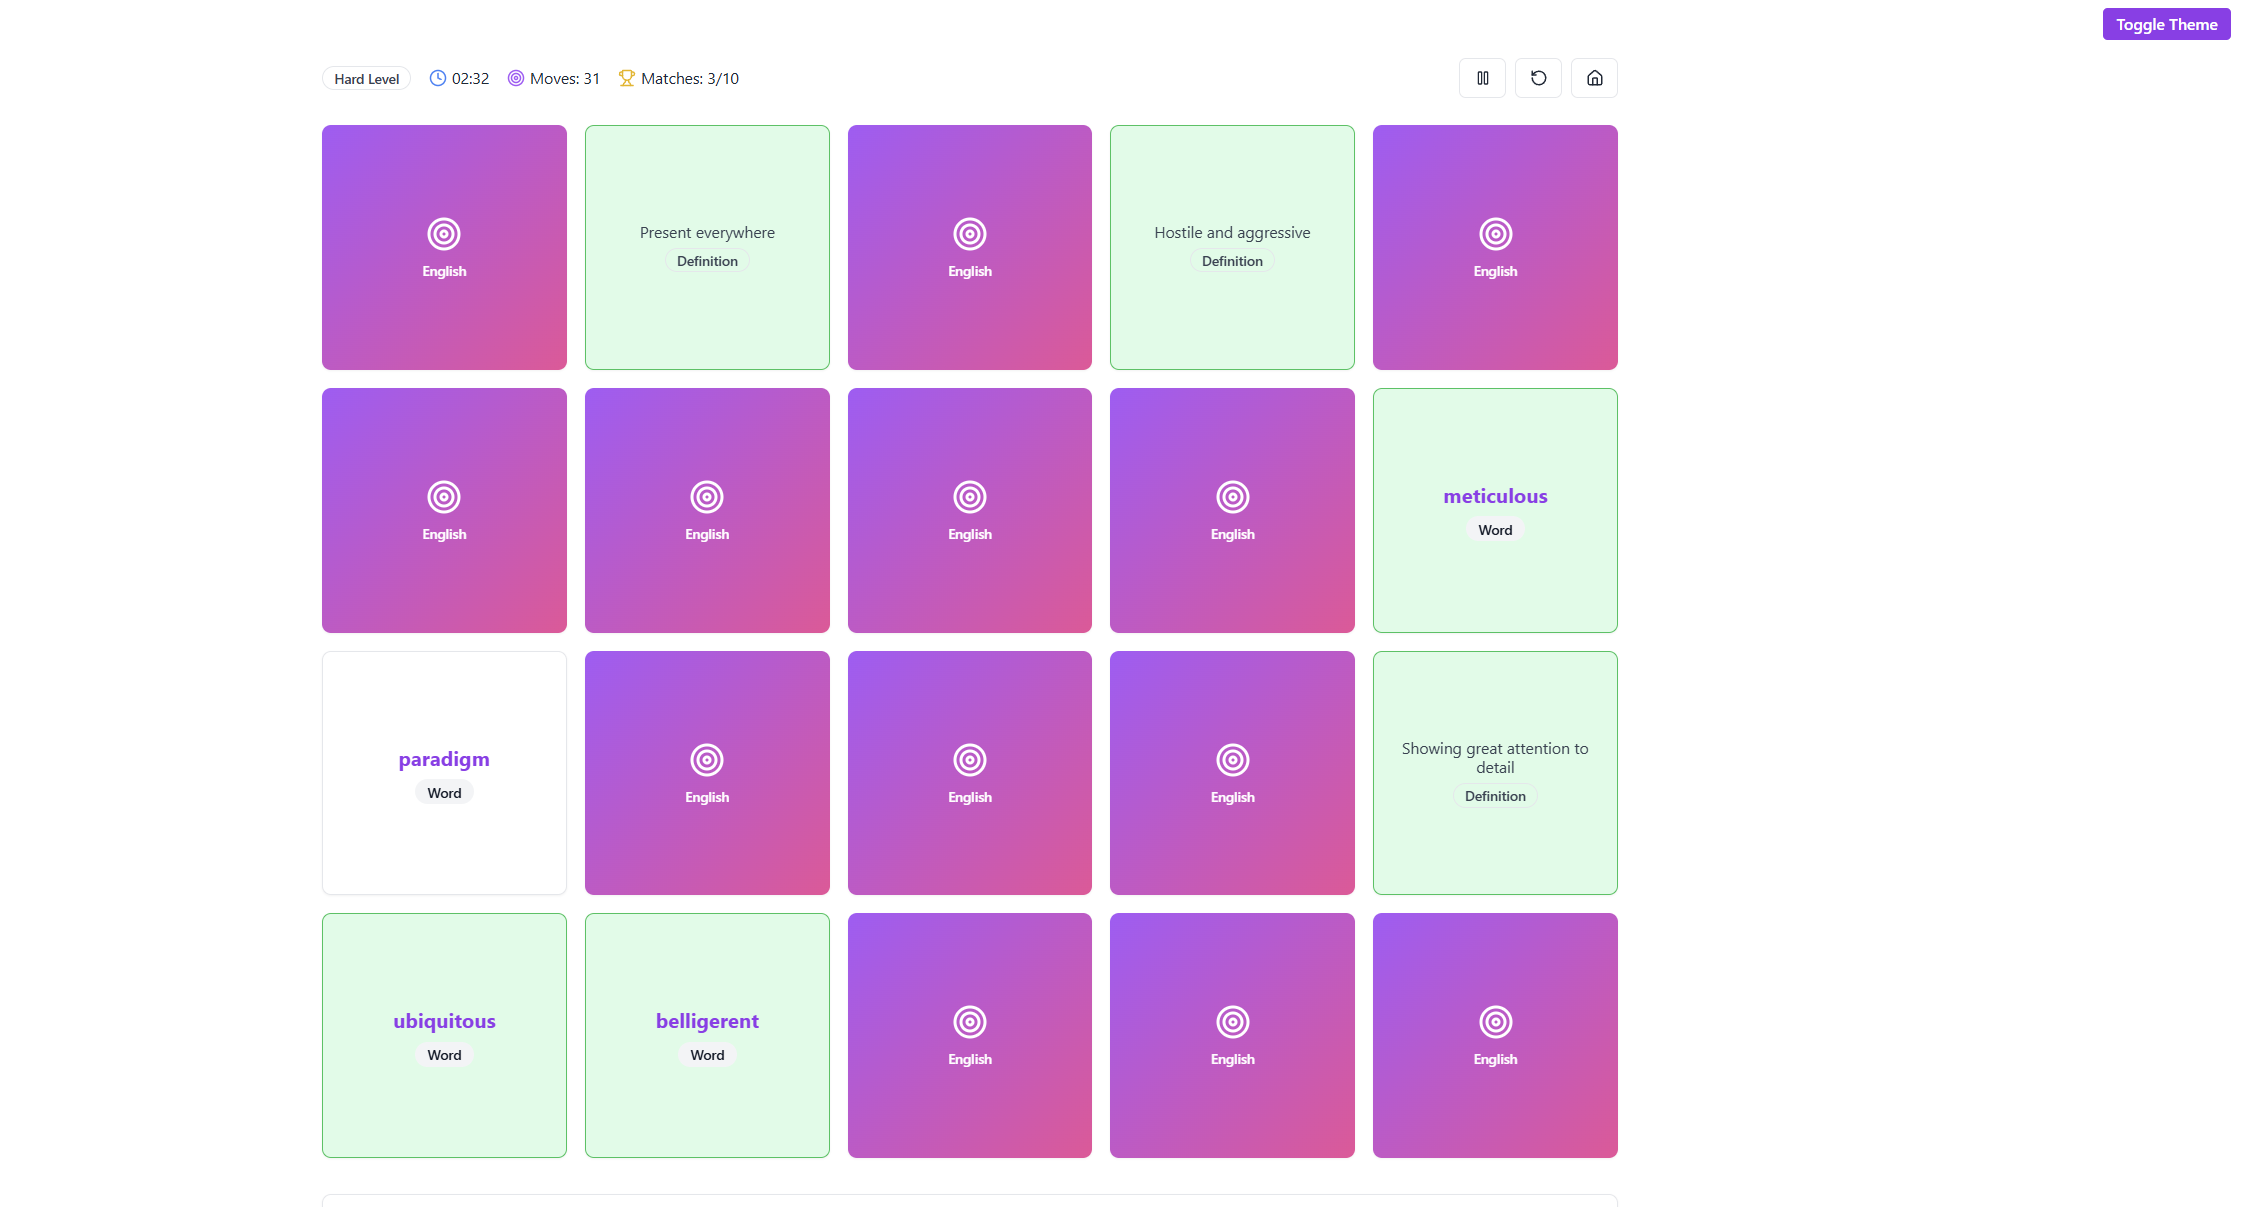 Toggle Theme
Hard Level 02:32 Moves: 31 Matches: 3/10
English
Present everywhere
Definition
English
Hostile and aggressive
Definition
English
English
English
English
English
meticulous
Word
paradigm
Word
English
English
English
Showing great attention to
detail
Definition
ubiquitous
Word
belligerent
Word
English
English
English